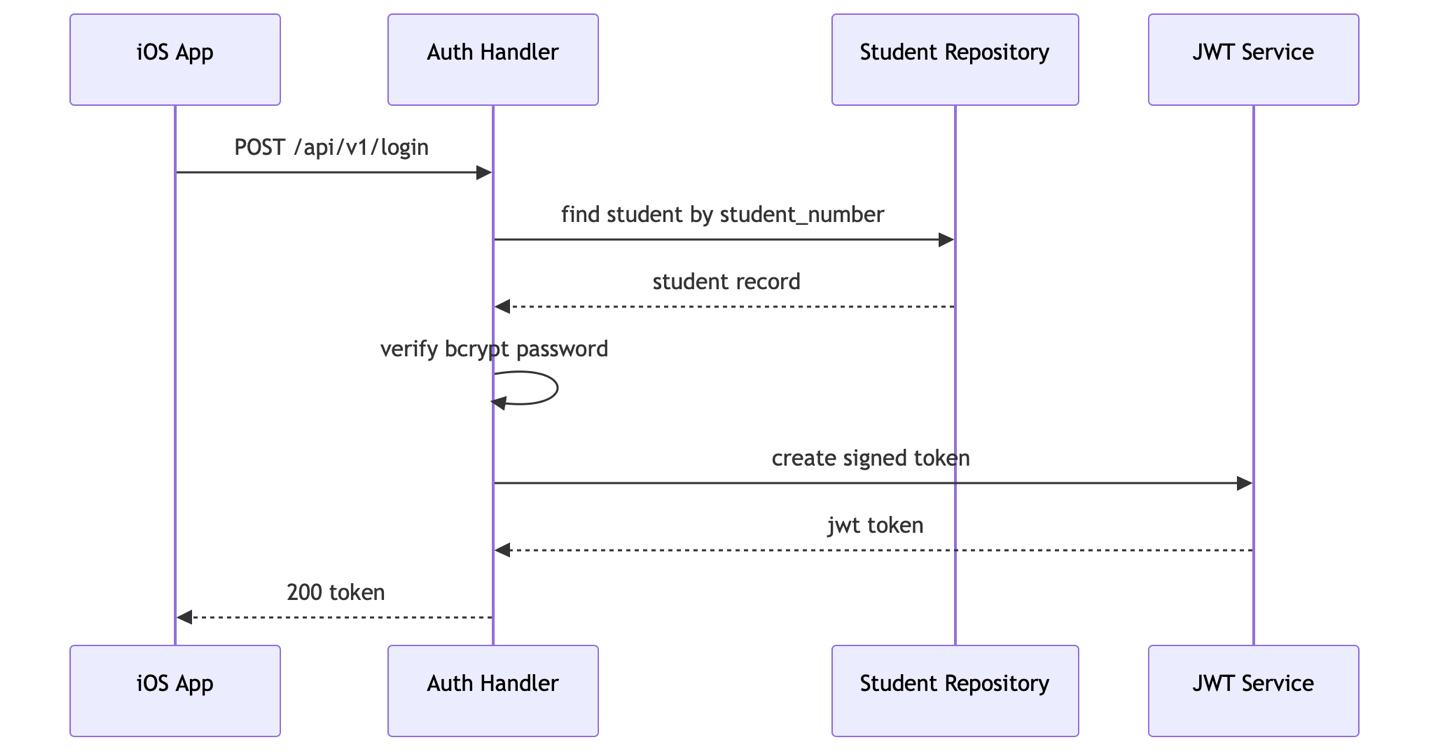 iOS App
Auth Handler
Student Repository
JWT Service
POST /api/v1/login
find student by student_number
student record
verify bcrypt password
create signed token
jwt token
200 token
iOS App
Auth Handler
Student Repository
JWT Service